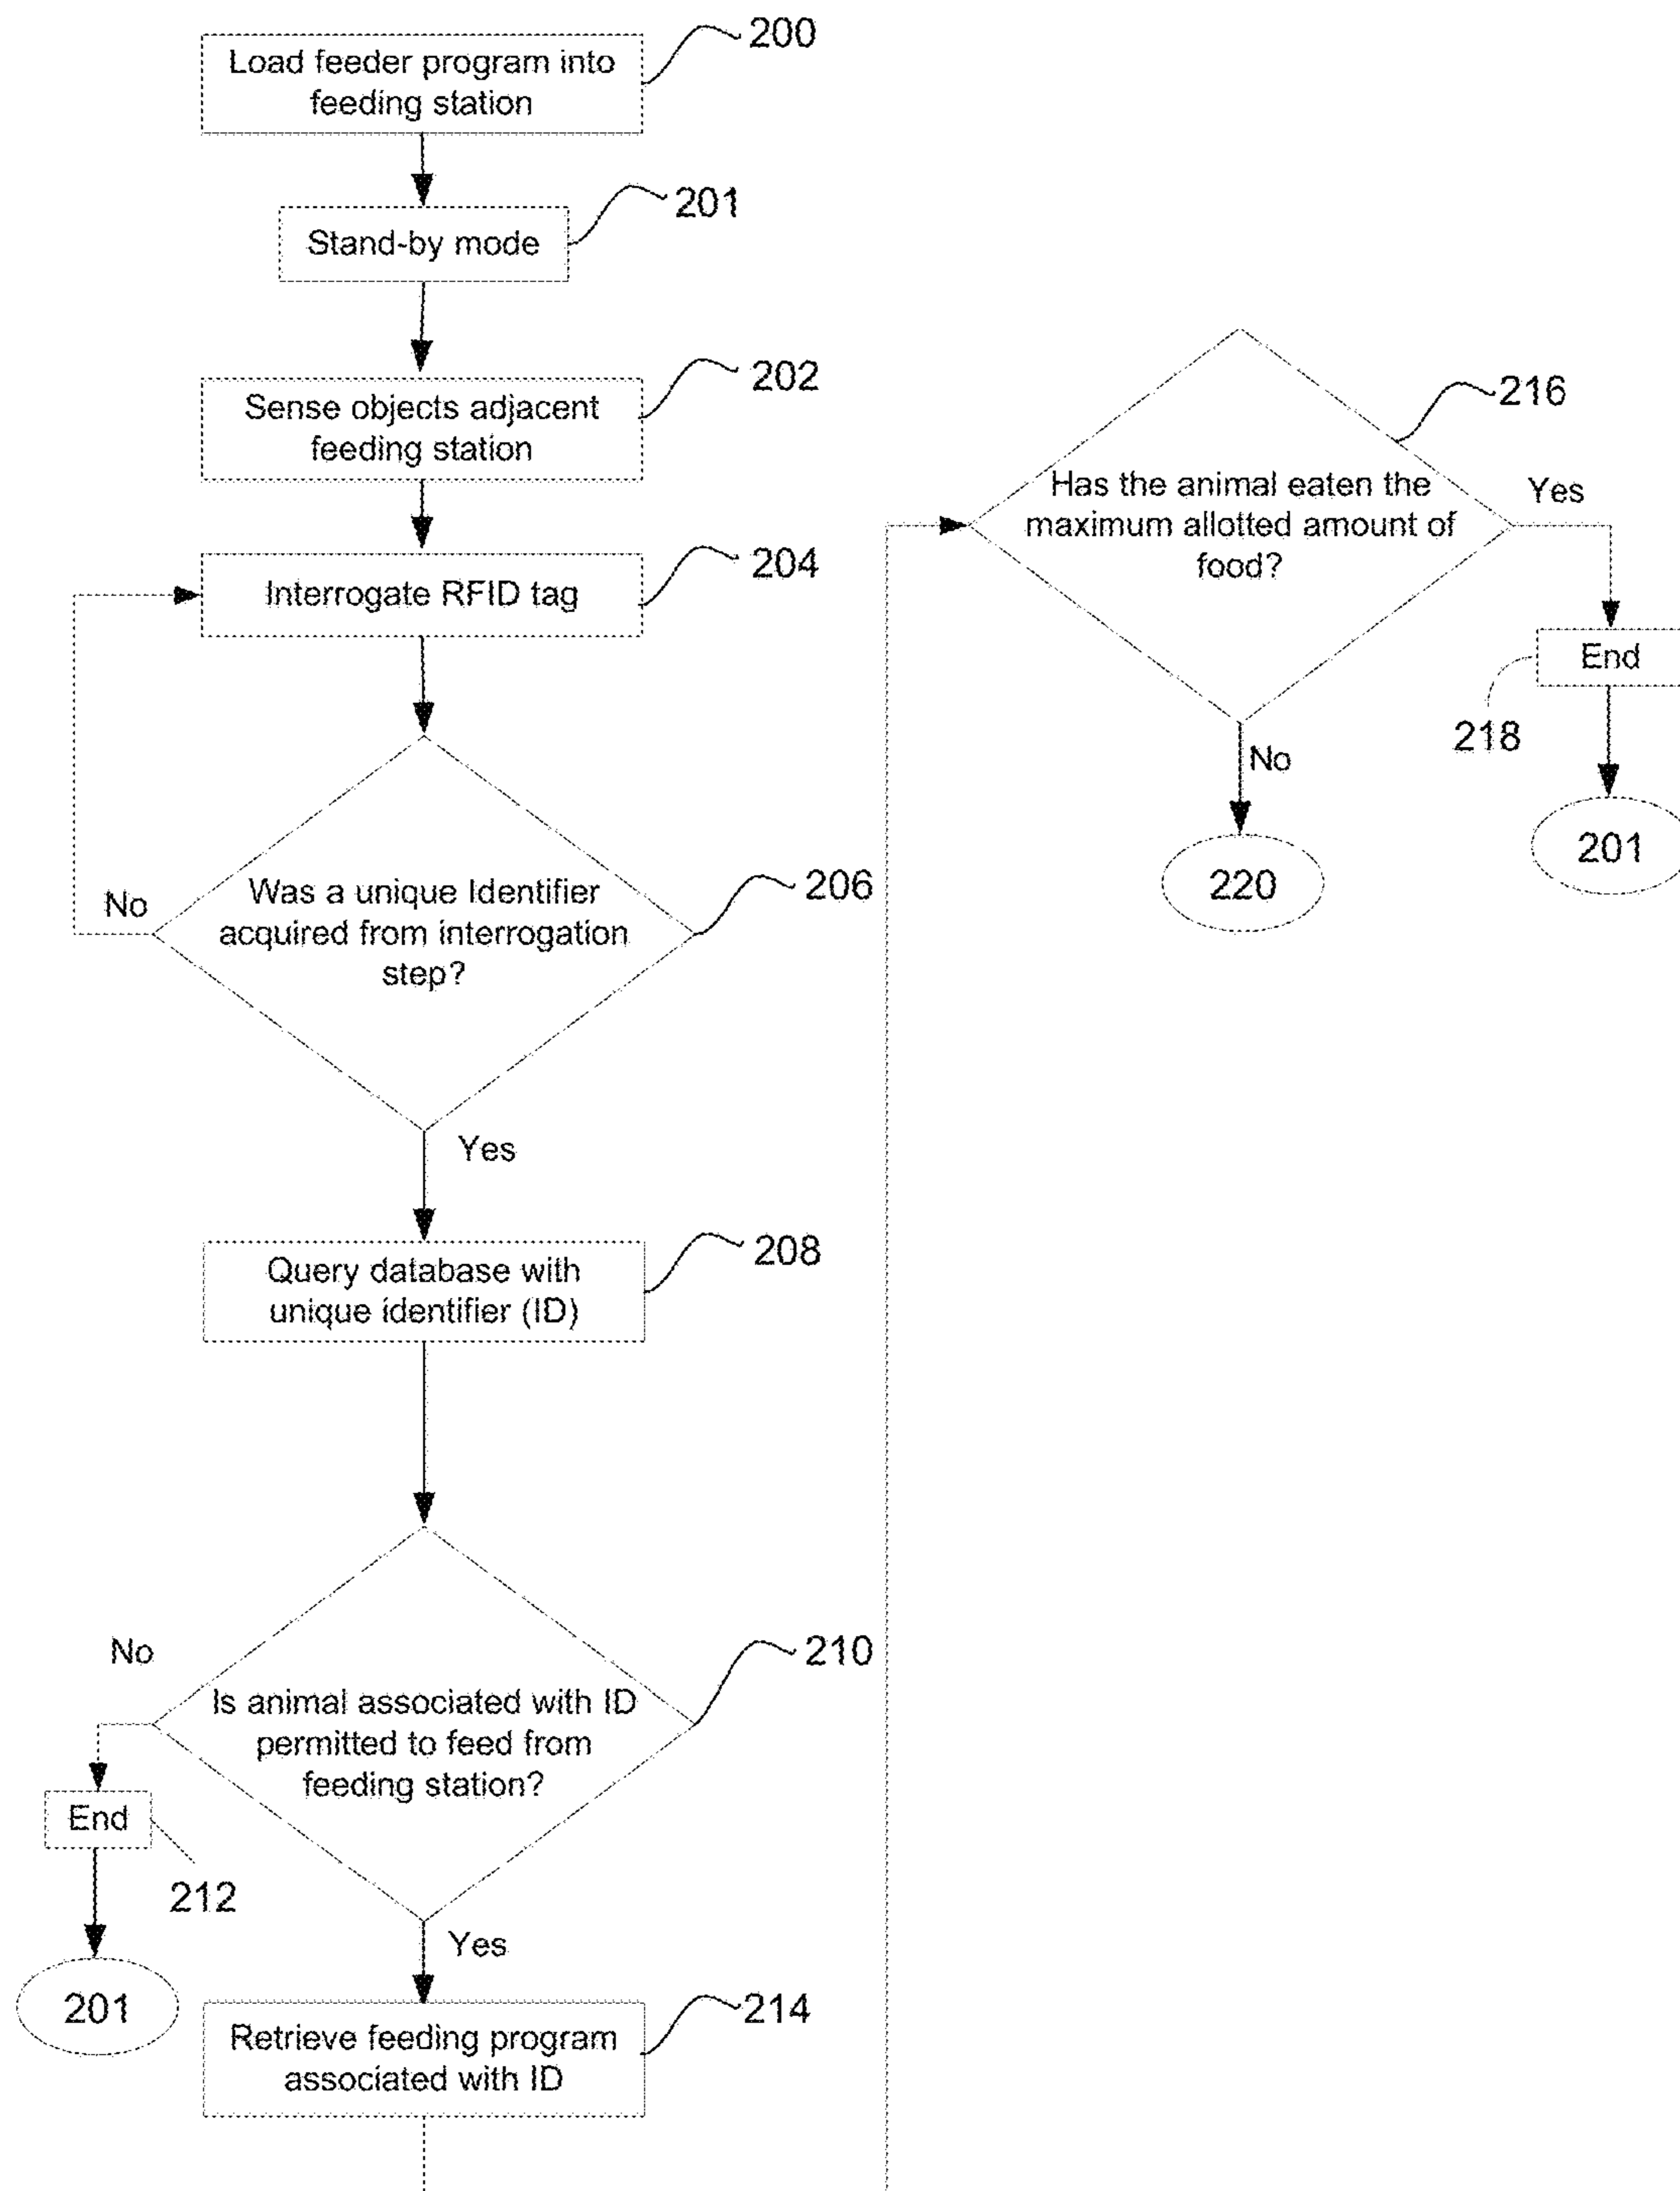 Load feeder program into
feeding station
200
Stand-by mode
201
Sense objects adjacent
feeding station
202
Interrogate RFID tag
204
Was a unique Identifier
acquired from interrogation
step?
206
No
Yes
Query database with
unique identifier (ID)
208
Is animal associated with ID
permitted to feed from
feeding station?
210
No
End
212
201
Yes
Retrieve feeding program
associated with ID
214
Has the animal eaten the
maximum allotted amount of
food?
216
Yes
End
218
201
No
220